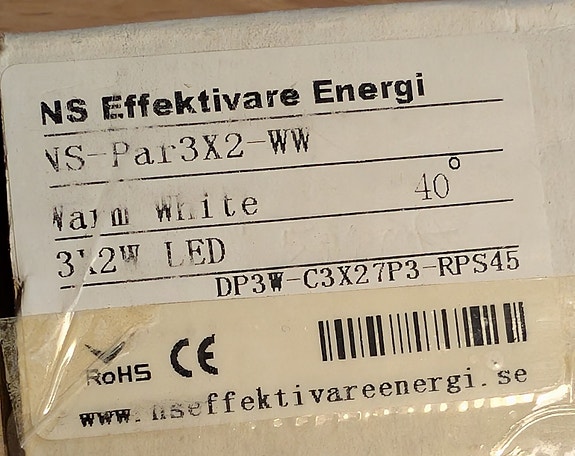 NS Effektivare Energi
NS-Par3X2-WW
Warm White 40°
3X2W LED
DP3W-C3X27P3-RPS45
RoHS CE
www.nseffektivareenergi.se